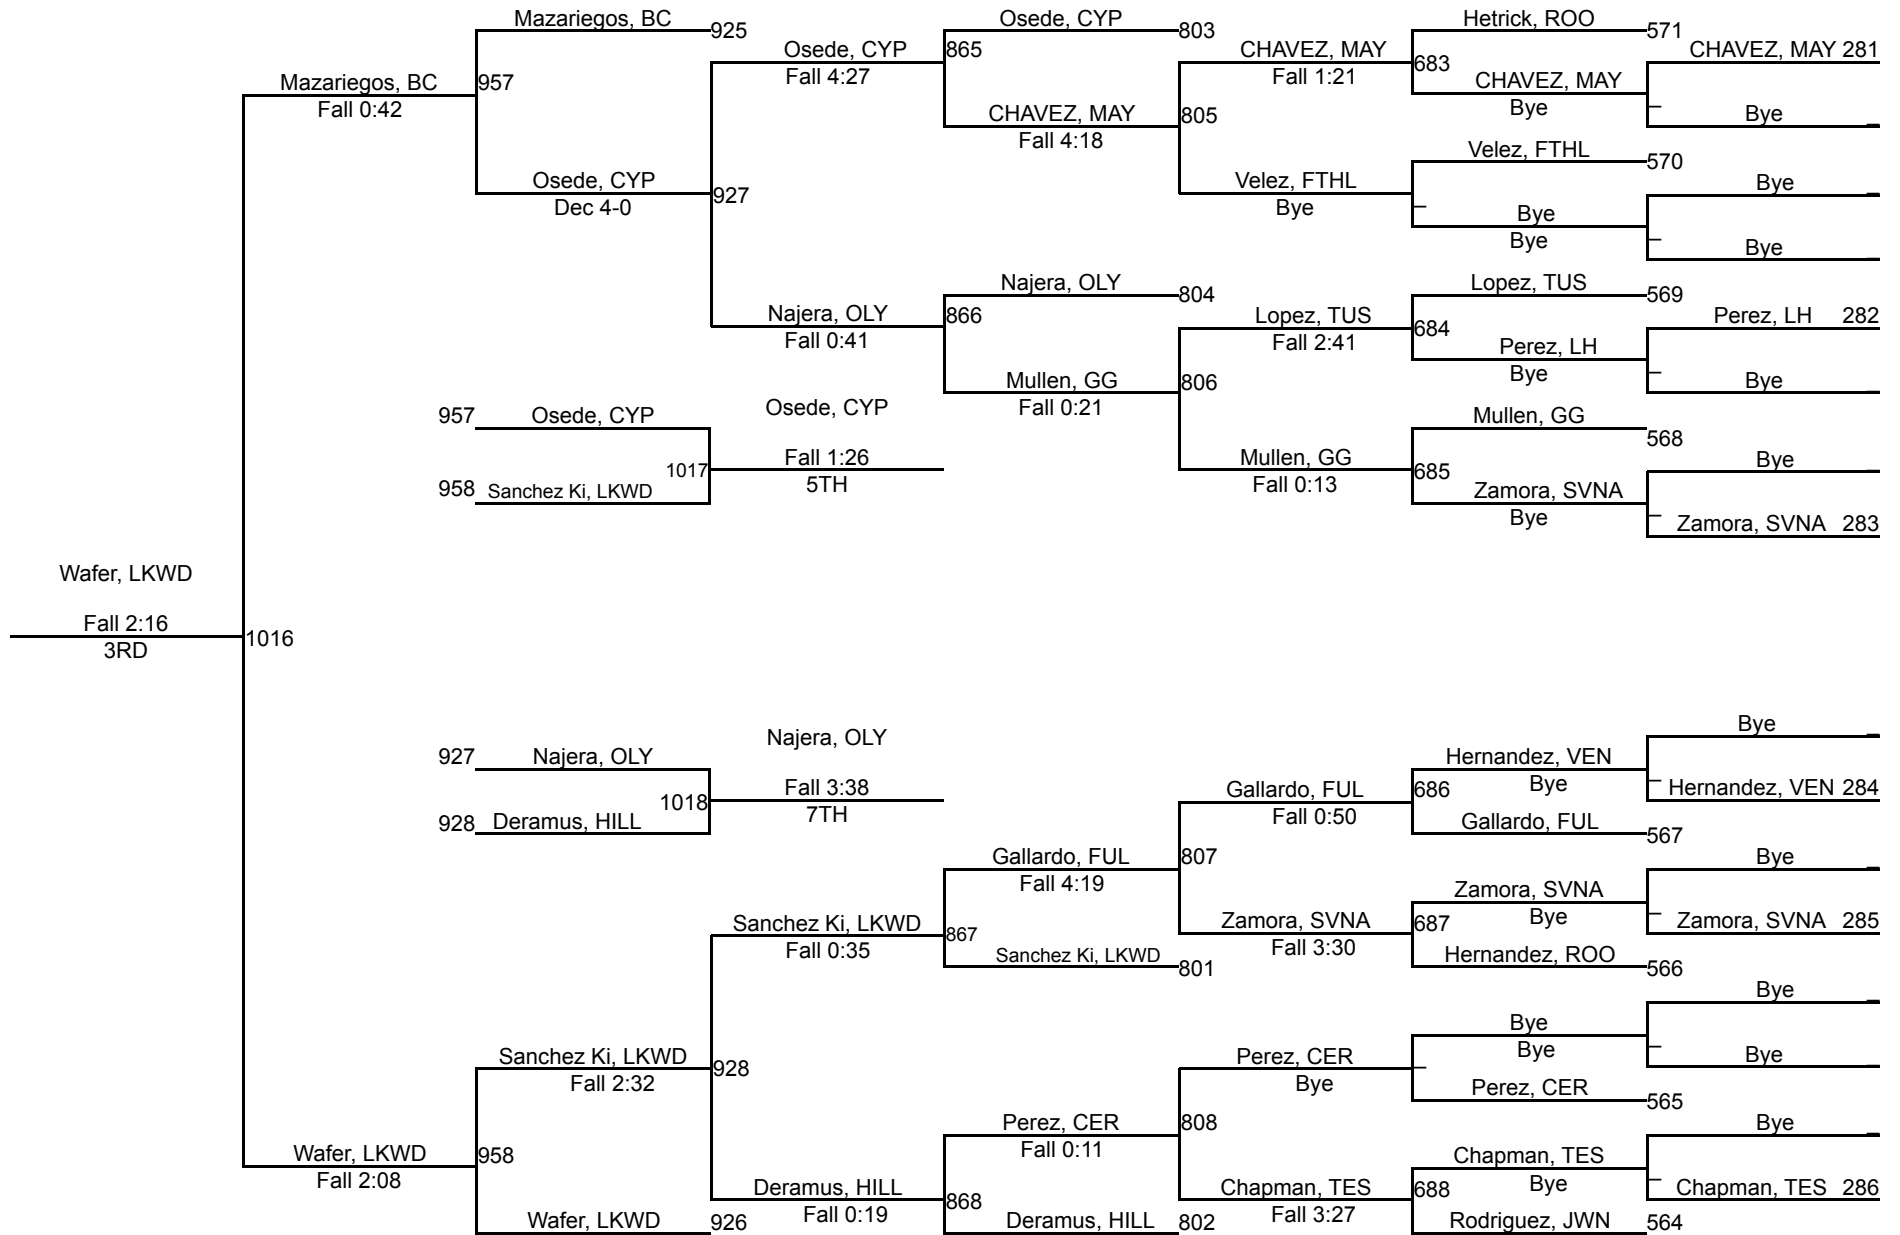 Mazariegos, BC
925
Osede, CYP
803
Hetrick, ROO
571
Osede, CYP
Fall 4:27
865
CHAVEZ, MAY
Fall 1:21
683
CHAVEZ, MAY 281
Mazariegos, BC
Fall 0:42
957
CHAVEZ, MAY
Bye
Bye
CHAVEZ, MAY
Fall 4:18
805
Velez, FTHL
570
Osede, CYP
Dec 4-0
927
Velez, FTHL
Bye
Bye
Bye
Bye
Bye
Najera, OLY
804
Lopez, TUS
569
Najera, OLY
Fall 0:41
866
Lopez, TUS
Fall 2:41
684
Perez, LH 282
Perez, LH
Bye
Bye
Mullen, GG
Fall 0:21
806
957 Osede, CYP
Osede, CYP
Mullen, GG
568
1017
Fall 1:26
5TH
Mullen, GG
Fall 0:13
685
Bye
958 Sanchez Ki, LKWD
Zamora, SVNA
Bye
Zamora, SVNA 283
Wafer, LKWD
Fall 2:16
3RD
1016
Bye
927 Najera, OLY
Najera, OLY
Hernandez, VEN
Bye
1018
Fall 3:38
7TH
Gallardo, FUL
Fall 0:50
686
Hernandez, VEN 284
928 Deramus, HILL
Gallardo, FUL
567
Gallardo, FUL
Fall 4:19
807
Bye
Zamora, SVNA
Bye
Sanchez Ki, LKWD
Fall 0:35
867
Zamora, SVNA
Fall 3:30
687
Zamora, SVNA 285
Sanchez Ki, LKWD
801
Hernandez, ROO
566
Bye
Bye
Bye
Sanchez Ki, LKWD
Fall 2:32
928
Perez, CER
Bye
Bye
Perez, CER
565
Perez, CER
Fall 0:11
808
Bye
Wafer, LKWD
Fall 2:08
958
Chapman, TES
Bye
Deramus, HILL
Fall 0:19
868
Chapman, TES
Fall 3:27
688
Chapman, TES 286
Wafer, LKWD
926
Deramus, HILL
802
Rodriguez, JWN
564